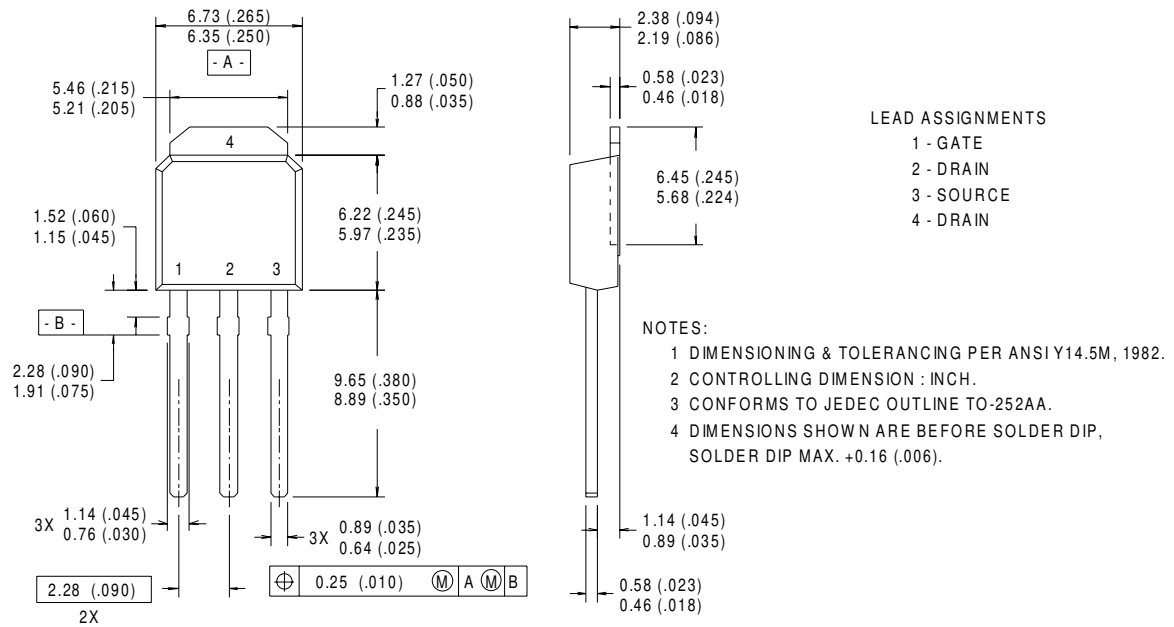 6.73 (.265)
6.35 (.250)
- A -
5.46 (.215)
5.21 (.205)
1.27 (.050)
0.88 (.035)
4
1.52 (.060)
1.15 (.045)
6.22 (.245)
5.97 (.235)
1 2 3
- B -
2.28 (.090)
1.91 (.075)
9.65 (.380)
8.89 (.350)
3X 1.14 (.045)
0.76 (.030)
3X 0.89 (.035)
0.64 (.025)
2.28 (.090)
2X
0.25 (.010) M A M B
2.38 (.094)
2.19 (.086)
0.58 (.023)
0.46 (.018)
6.45 (.245)
5.68 (.224)
1.14 (.045)
0.89 (.035)
0.58 (.023)
0.46 (.018)
LEAD ASSIGNMENTS
1 - GATE
2 - DRAIN
3 - SOURCE
4 - DRAIN
NOTES:
1 DIMENSIONING & TOLERANCING PER ANSI Y14.5M, 1982.
2 CONTROLLING DIMENSION : INCH.
3 CONFORMS TO JEDEC OUTLINE TO-252AA.
4 DIMENSIONS SHOWN ARE BEFORE SOLDER DIP,
SOLDER DIP MAX. +0.16 (.006).